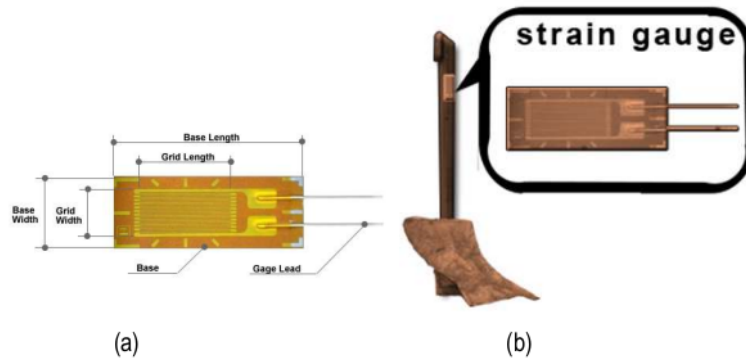 strain gauge
Base Length
Grid Length
Base
Width
Grid
Width
Base
Gage Lead
(a)
(b)